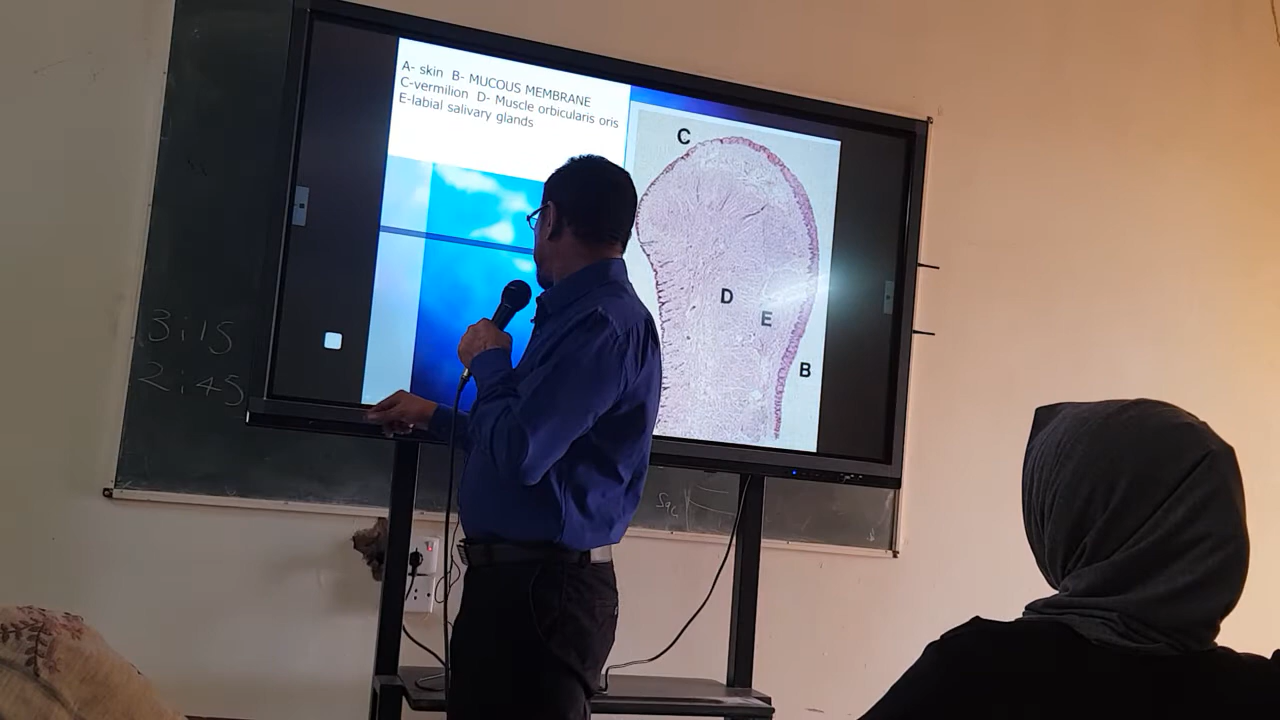 A- skin B- MUCOUS MEMBRANE
C-vermilion D- Muscle orbicularis oris
E-labial salivary glands
C
D
E
B
3:15
2:45